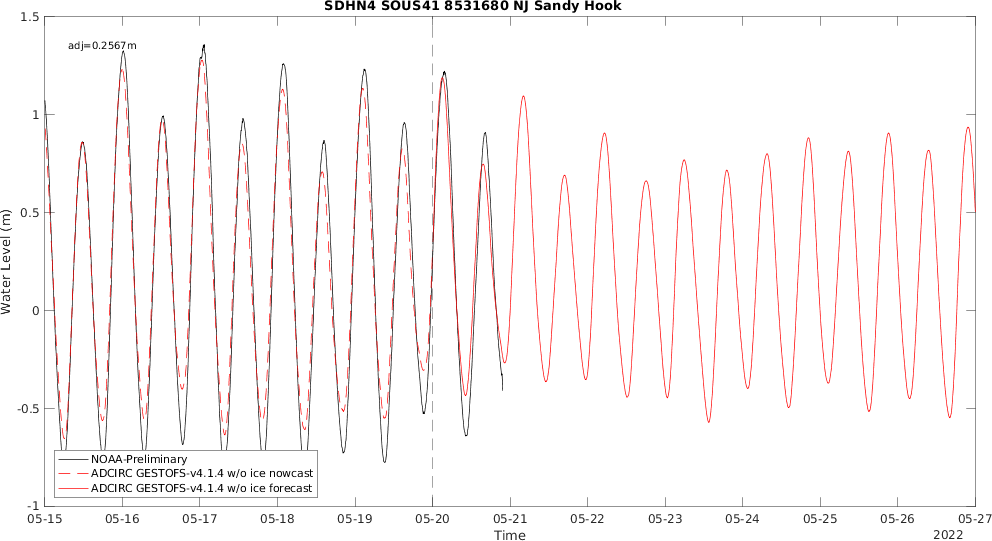 SDHN4 SOUS41 8531680 NJ Sandy Hook
adj=0.2567m
Water Level (m)
1.5
1
0.5
0
-0.5
-1
NOAA-Preliminary
ADCIRC GESTOFS-v4.1.4 w/o ice nowcast
ADCIRC GESTOFS-v4.1.4 w/o ice forecast
05-15 05-16 05-17 05-18 05-19 05-20 05-21 05-22 05-23 05-24 05-25 05-26 05-27
Time
2022